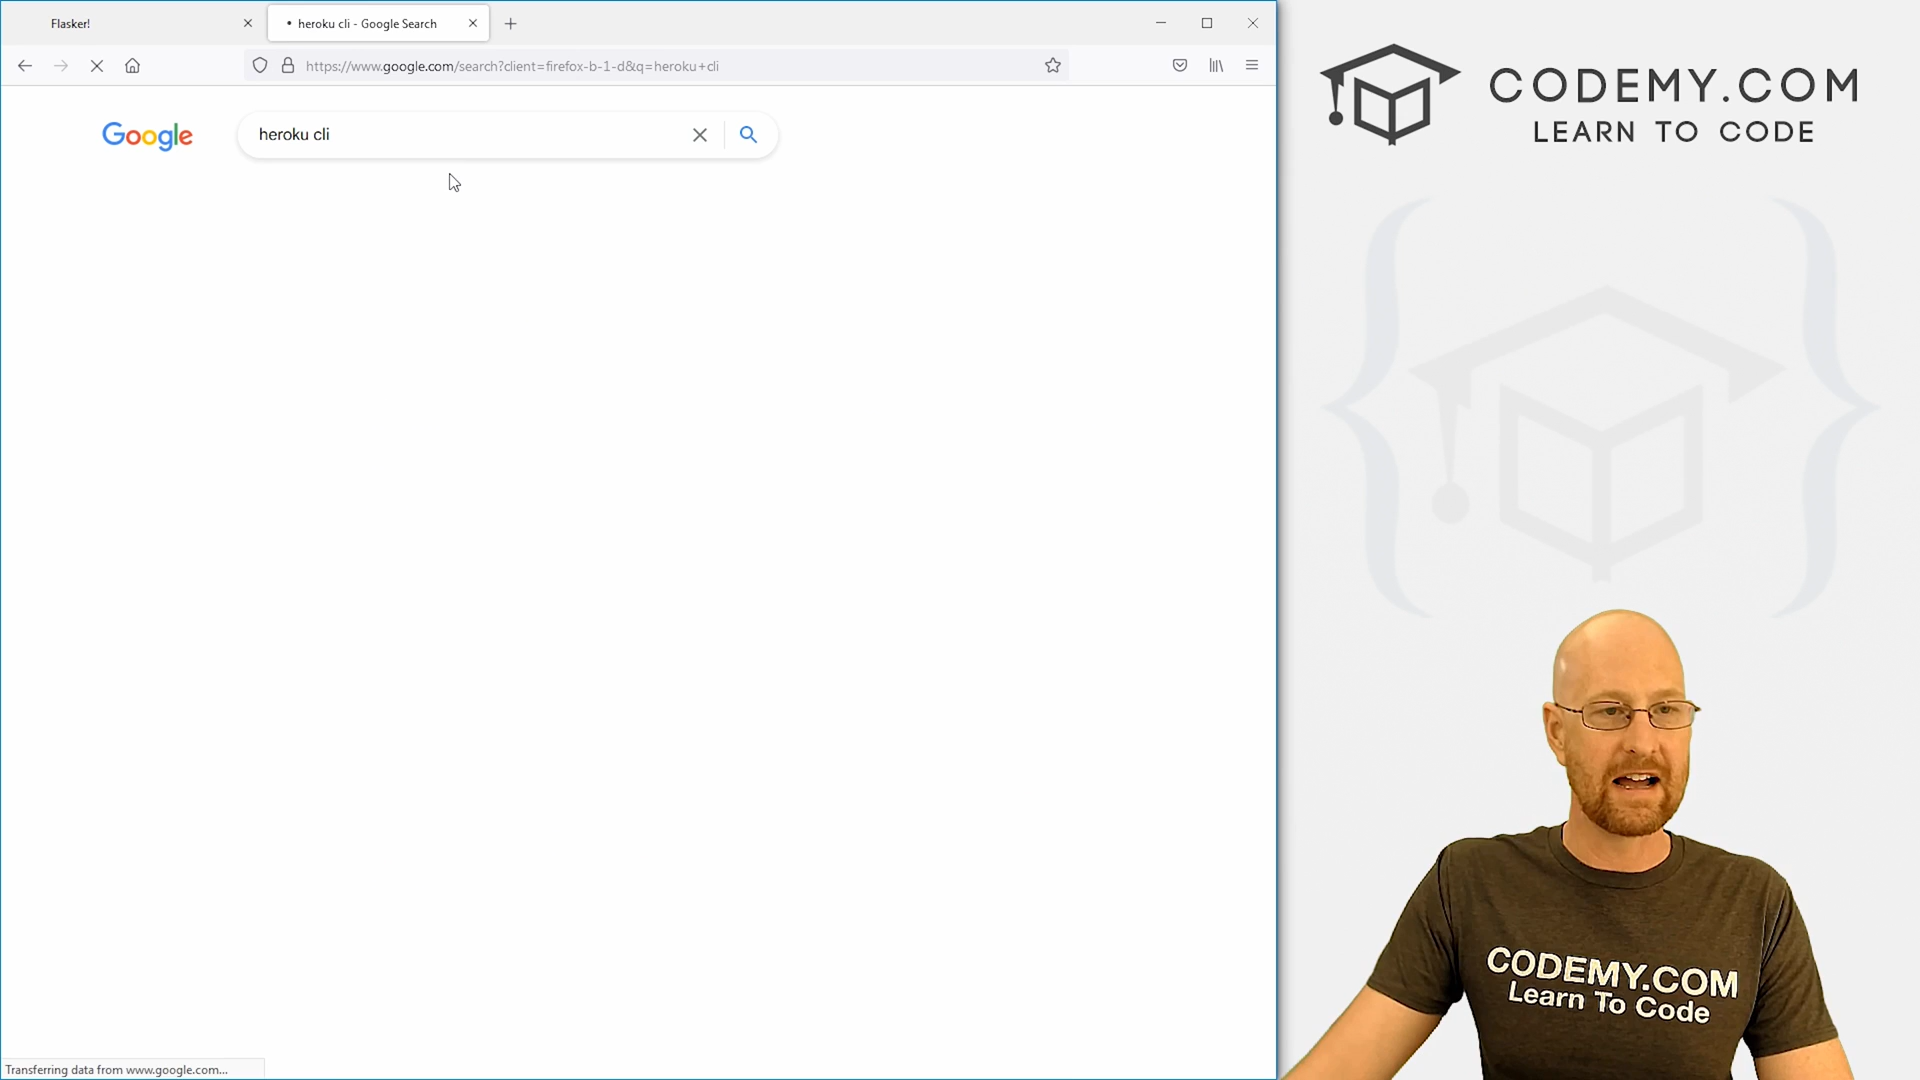 Flasker!
heroku cli - Google Search
https://www.google.com/search?client=firefox-b-1-d&q=heroku+cli
Google
heroku cli
Transferring data from www.google.com...
CODEMY.COM
LEARN TO CODE
CODEMY.COM
Learn To Code